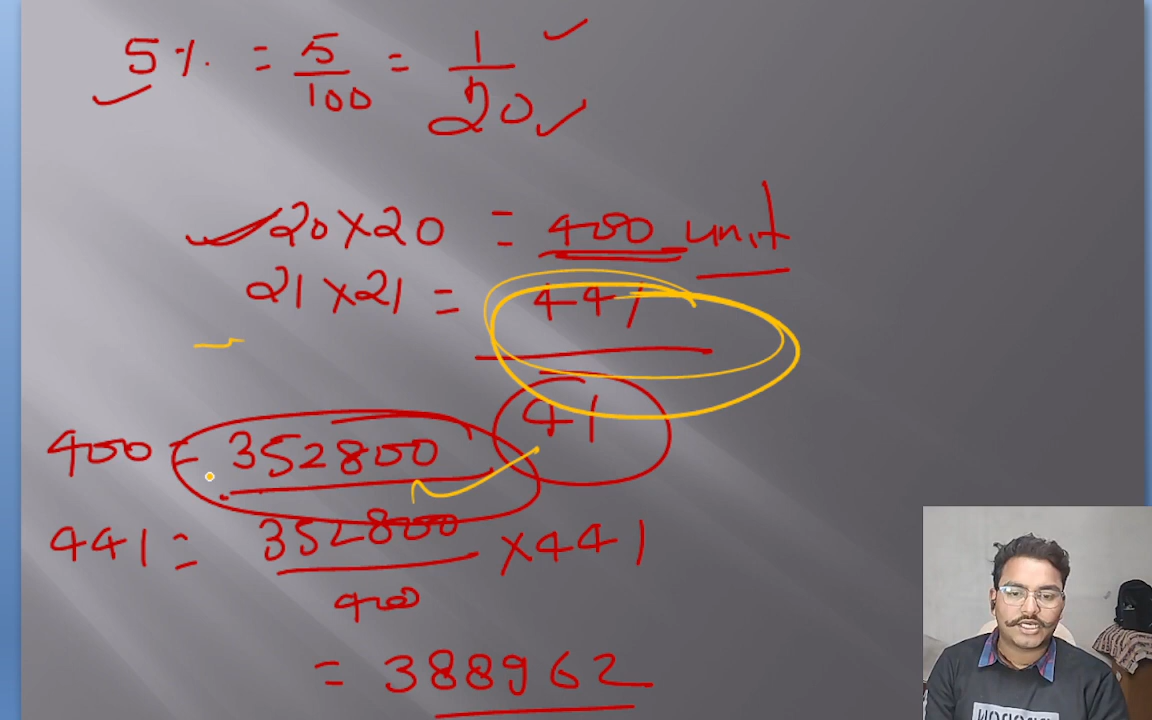 5% = 5/100 = 1/20
20×20 = 400 unit
21×21 = 441
41
400 = 352800
441 = 352800/400 ×441
= 388962